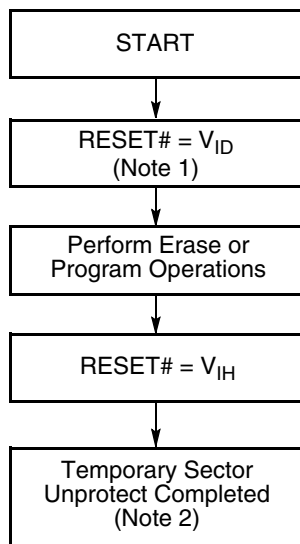 START
RESET# = VID
(Note 1)
Perform Erase or
Program Operations
RESET# = VIH
Temporary Sector
Unprotect Completed
(Note 2)